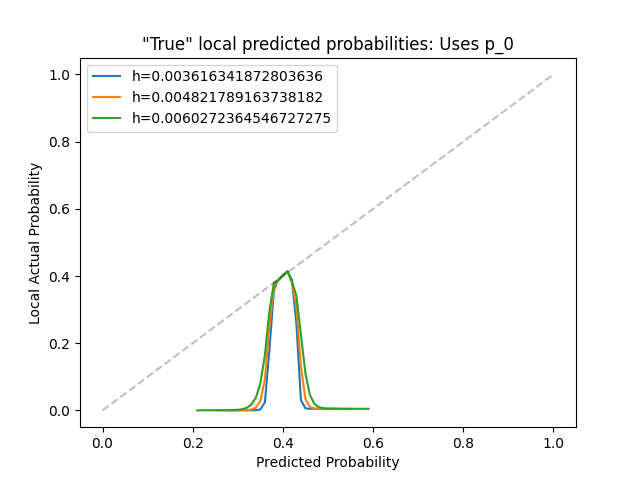 "True" local predicted probabilities: Uses p_0
h=0.003616341872803636
h=0.004821789163738182
h=0.0060272364546727275
Local Actual Probability
1.0
0.8
0.6
0.4
0.2
0.0
0.0 0.2 0.4 0.6 0.8 1.0
Predicted Probability